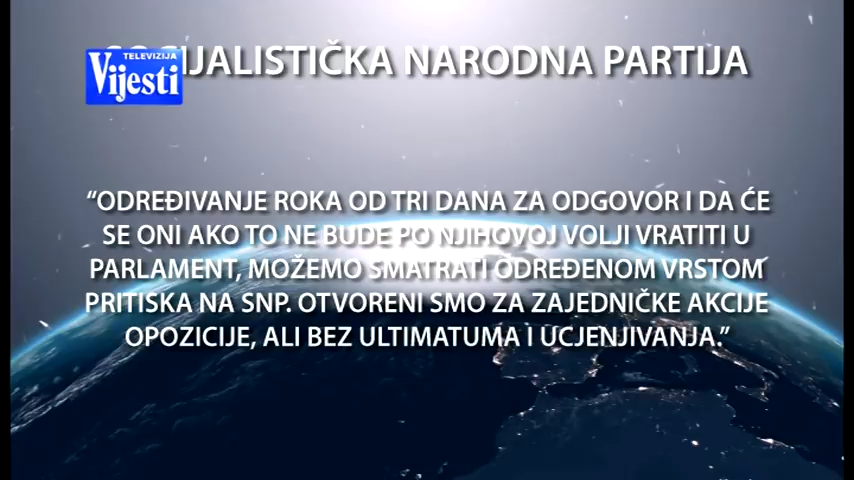 TELEVIZIJA
Vijesti
SOCIJALISTIČKA NARODNA PARTIJA
“ODREĐIVANJE ROKA OD TRI DANA ZA ODGOVOR I DA ĆE
SE ONI AKO TO NE BUDE PO NJIHOVOJ VOLJI VRATITI U
PARLAMENT, MOŽEMO SMATRATI ODREĐENOM VRSTOM
PRITISKA NA SNP. OTVORENI SMO ZA ZAJEDNIČKE AKCIJE
OPOZICIJE, ALI BEZ ULTIMATUMA I UCJENJIVANJA.”